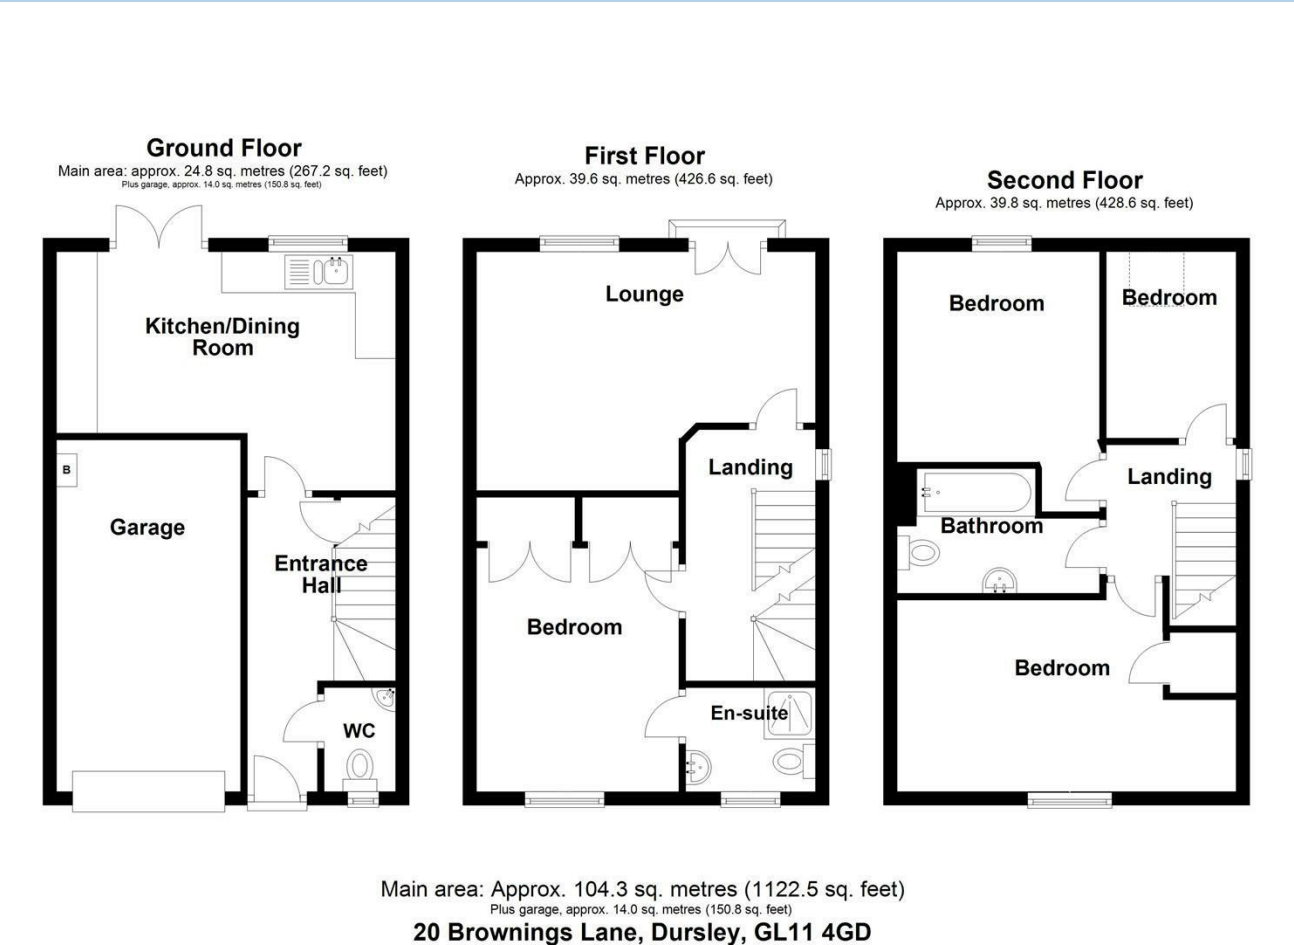 Ground Floor
Main area: approx. 24.8 sq. metres (267.2 sq. feet)
Plus garage, approx. 14.0 sq. metres (150.8 sq. feet)
Kitchen/Dining
Room
B
Garage
Entrance
Hall
WC
First Floor
Approx. 39.6 sq. metres (426.6 sq. feet)
Lounge
Landing
Bedroom
En-suite
Second Floor
Approx. 39.8 sq. metres (428.6 sq. feet)
Bedroom
Bedroom
Landing
Bathroom
Bedroom
Main area: Approx. 104.3 sq. metres (1122.5 sq. feet)
Plus garage, approx. 14.0 sq. metres (150.8 sq. feet)
20 Brownings Lane, Dursley, GL11 4GD